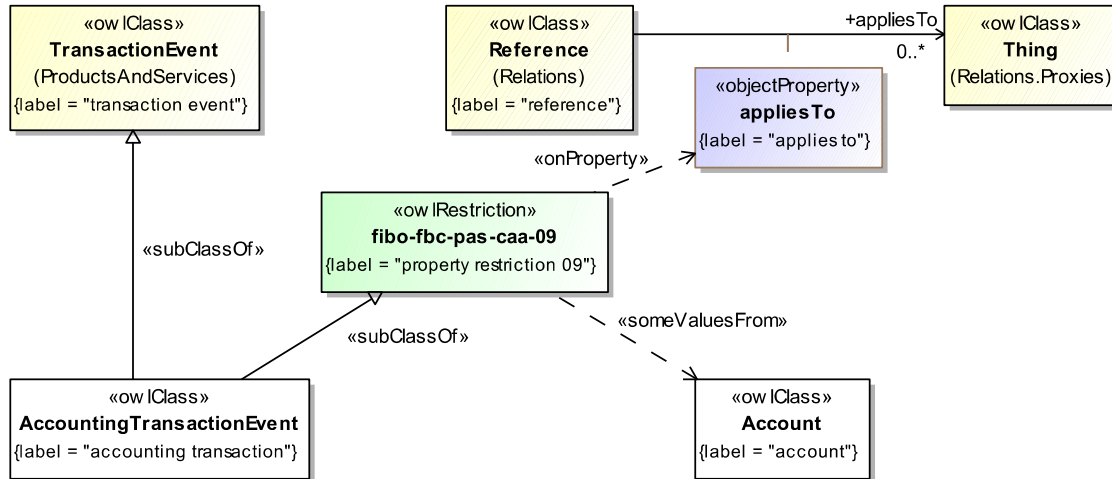 «owlClass»
TransactionEvent
(ProductsAndServices)
{label = "transaction event"}
«owlClass»
Reference
(Relations)
{label = "reference"}
+appliesTo
0..*
«owlClass»
Thing
(Relations.Proxies)
«objectProperty»
appliesTo
{label = "applies to"}
«onProperty»
«owlRestriction»
fibo-fbc-pas-caa-09
{label = "property restriction 09"}
«subClassOf»
«subClassOf»
«someValuesFrom»
«owlClass»
AccountingTransactionEvent
{label = "accounting transaction"}
«owlClass»
Account
{label = "account"}